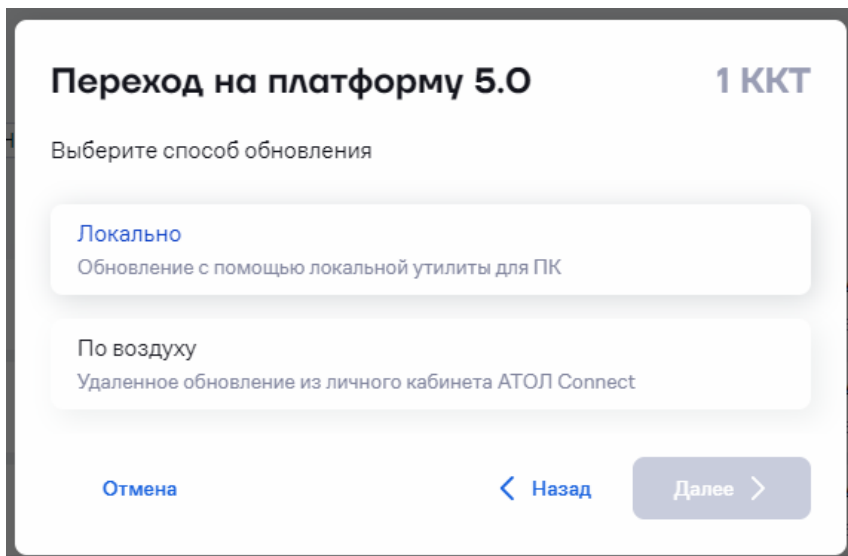 Переход на платформу 5.0 1 ККТ
Выберите способ обновления
Локально
Обновление с помощью локальной утилиты для ПК
По воздуху
Удаленное обновление из личного кабинета АТОЛ Connect
Отмена Назад Далее